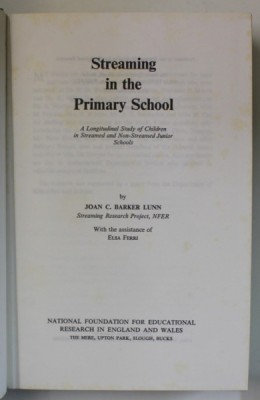 Streaming
in the
Primary School
A Longitudinal Study of Children
in Streamed and Non-Streamed Junior
Schools
by
JOAN C. BARKER LUNN
Streaming Research Project, NFER
With the assistance of
ELSA FERRI
NATIONAL FOUNDATION FOR EDUCATIONAL
RESEARCH IN ENGLAND AND WALES
THE MERE, UPTON PARK, SLOUGH, BUCKS